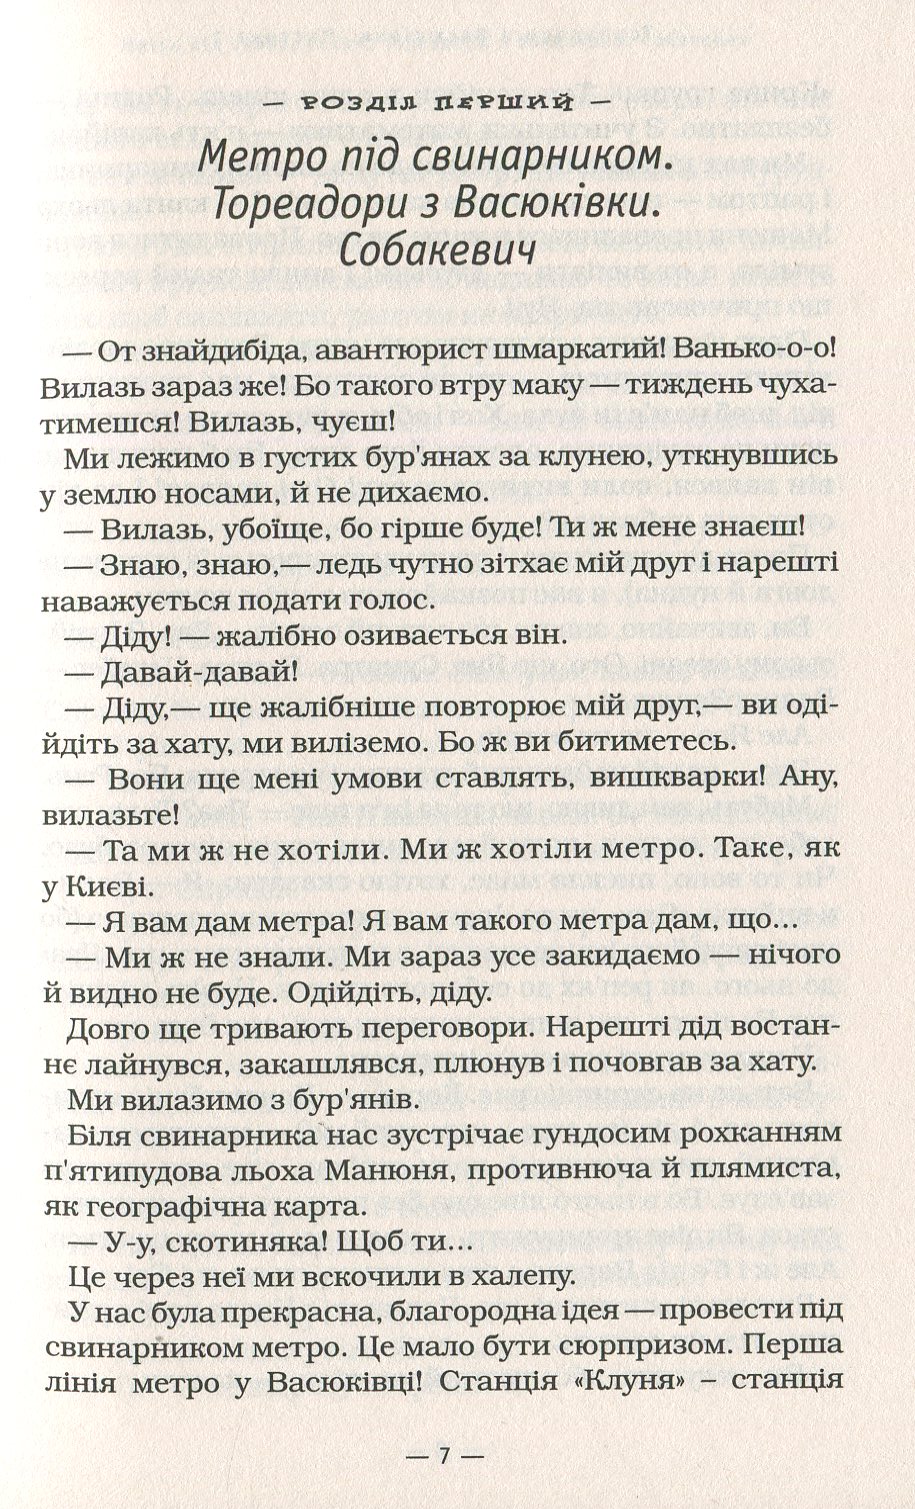 — РОЗДІЛ ПЕРШИЙ —
Метро під свинарником.
Тореадори з Васюківки.
Собакевич
— От знайдибіда, авантюрист шмаркатий! Ванько-о-о!
Вилазь зараз же! Бо такого втру маку — тиждень чуха-
тимешся! Вилазь, чуєш!
Ми лежимо в густих бур'янах за клунею, уткнувшись
у землю носами, й не дихаємо.
— Вилазь, убоїще, бо гірше буде! Ти ж мене знаєш!
— Знаю, знаю,— ледь чутно зітхає мій друг і нарешті
наважується подати голос.
— Діду! — жалібно озивається він.
— Давай-давай!
— Діду,— ще жалібніше повторює мій друг,— ви оді-
йдіть за хату, ми виліземо. Бо ж ви битиметесь.
— Вони ще мені умови ставлять, вишкварки! Ану,
вилазьте!
— Та ми ж не хотіли. Ми ж хотіли метро. Таке, як
у Києві.
— Я вам дам метра! Я вам такого метра дам, що...
— Ми ж не знали. Ми зараз усе закидаємо — нічого
й видно не буде. Одійдіть, діду.
Довго ще тривають переговори. Нарешті дід востан-
нє лайнувся, закашлявся, плюнув і почовгав за хату.
Ми вилазимо з бур'янів.
Біля свинарника нас зустрічає гундосим рохканням
п'ятипудова льоха Манюня, противнюча й плямиста,
як географічна карта.
— У-у, скотиняка! Щоб ти...
Це через неї ми вскочили в халепу.
У нас була прекрасна, благородна ідея — провести під
свинарником метро. Це мало бути сюрпризом. Перша
лінія метро у Васюківці! Станція «Клуня» — станція
— 7 —